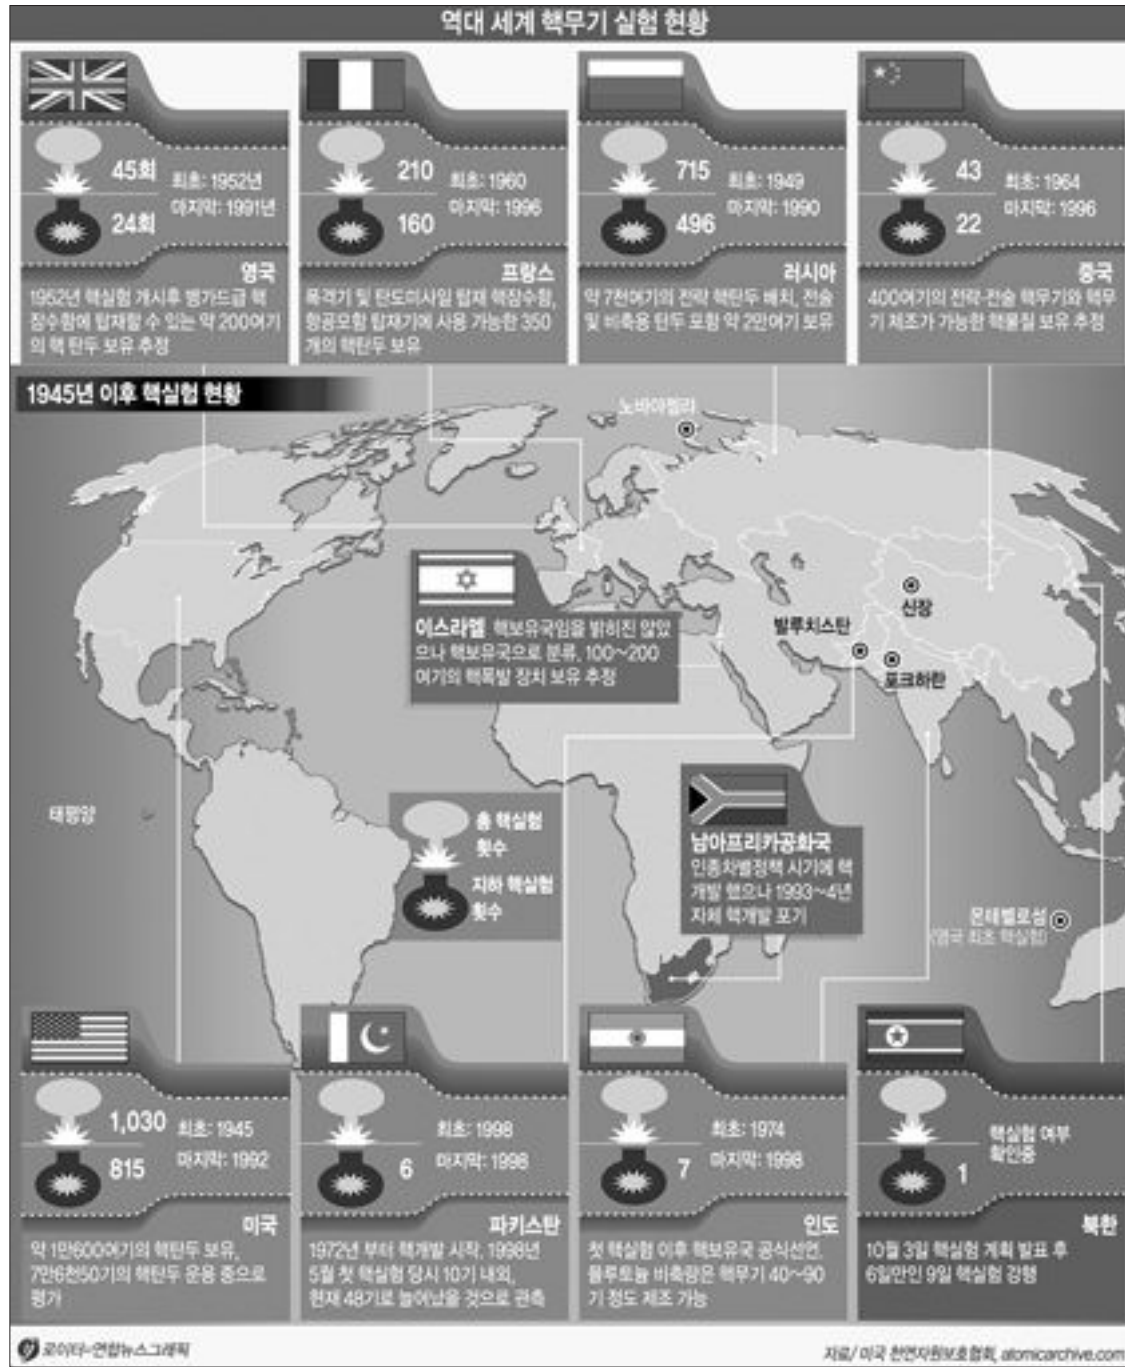 역대 세계 핵무기 실험 현황
45회
24회
최초: 1952년
마지막: 1991년
영국
1952년 핵실험 개시후 뱅가드급 핵
잠수함에 탑재할 수 있는 약 200여기
의 핵 탄두 보유 추정
210
160
최초: 1960
마지막: 1996
프랑스
폭격기 및 탄도미사일 탑재 핵잠수함,
항공모함 탑재기에 사용 가능한 350
개의 핵탄두 보유
715
496
최초: 1949
마지막: 1990
러시아
약 7천여기의 전략 핵탄두 배치, 전술
및 비축용 탄두 포함 약 2만여기 보유
43
22
최초: 1964
마지막: 1996
중국
400여기의 전략·전술 핵무기와 핵무
기 제조가 가능한 핵물질 보유 추정
1945년 이후 핵실험 현황
노바야젬리
신장
발루치스탄
포크하란
이스라엘 핵보유국임을 밝히진 않았
으나 핵보유국으로 분류, 100~200
여기의 핵폭발 장치 보유 추정
태평양
총 핵실험
횟수
지하 핵실험
횟수
남아프리카공화국
인종차별정책 시기에 핵
개발 했으나 1993~4년
자체 핵개발 포기
몬테벨로섬
(영국 최초 핵실험)
1,030
815
최초: 1945
마지막: 1992
미국
약 1만600여기의 핵탄두 보유,
7만6천50기의 핵탄두 운용 중으로
평가
6
최초: 1998
마지막: 1998
파키스탄
1972년 부터 핵개발 시작, 1998년
5월 첫 핵실험 당시 10기 내외,
현재 48기로 늘어났을 것으로 관측
7
최초: 1974
마지막: 1998
인도
첫 핵실험 이후 핵보유국 공식선언.
플루토늄 비축량은 핵무기 40~90
기 정도 제조 가능
1
핵실험 여부
확인중
북한
10월 3일 핵실험 계획 발표 후
6일만인 9일 핵실험 강행
로이터=연합뉴스그래픽
자료/ 미국 천연자원보호협회, atomicarchive.com